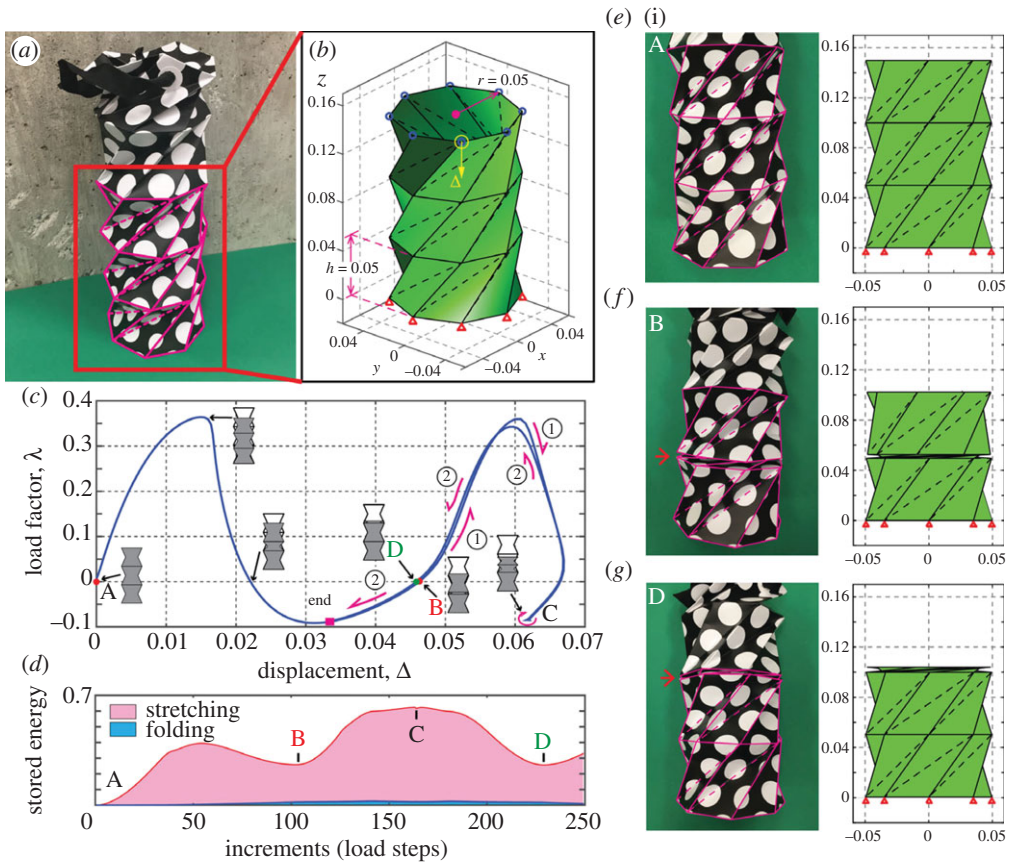 (a)
(b)
z
0.16
0.12
0.08
0.04
0
r = 0.05
Δ
h = 0.05
0.04
0
−0.04
y
−0.04
0
0.04
x
(c)
load factor, λ
0.4
0.3
0.2
0.1
0
−0.1
A
D
B
C
end
1
2
1
2
2
0
0.01
0.02
0.03
0.04
0.05
0.06
0.07
displacement, Δ
(d)
stored energy
0.7
stretching
folding
A
B
C
D
0
50
100
150
200
250
increments (load steps)
(e)
(i)
A
0.16
0.12
0.08
0.04
0
−0.05
0
0.05
(f)
B
0.16
0.12
0.08
0.04
0
(g)
D
0.16
0.12
0.08
0.04
0
−0.05
0
0.05